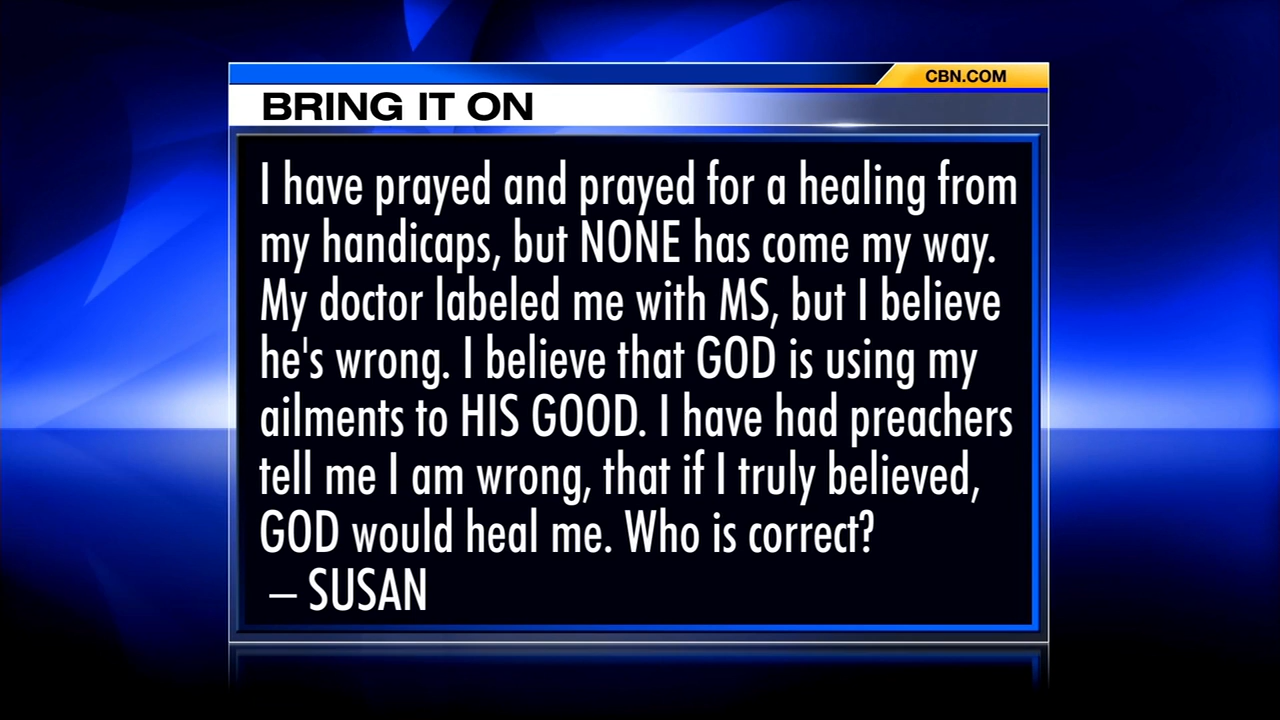 CBN.COM
BRING IT ON
I have prayed and prayed for a healing from
my handicaps, but NONE has come my way.
My doctor labeled me with MS, but I believe
he's wrong. I believe that GOD is using my
ailments to HIS GOOD. I have had preachers
tell me I am wrong, that if I truly believed,
GOD would heal me. Who is correct?
– SUSAN